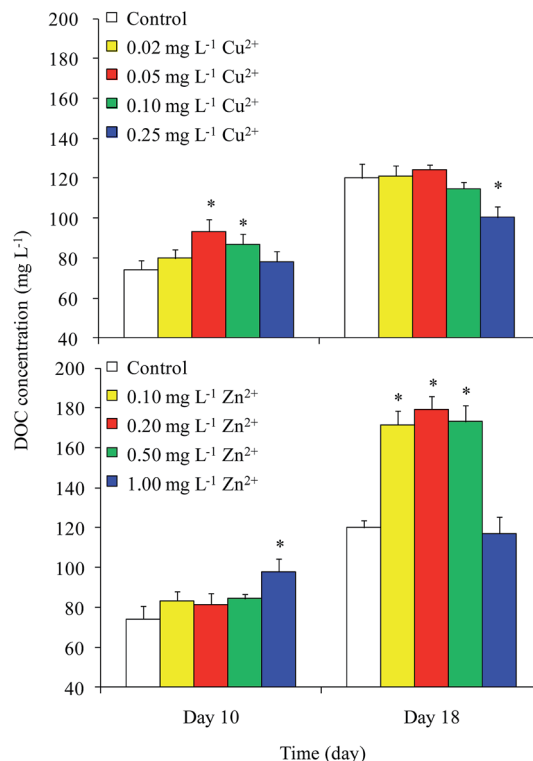 DOC concentration (mg L⁻¹)
200
180
160
140
120
100
80
60
40
Control
0.02 mg L⁻¹ Cu²⁺
0.05 mg L⁻¹ Cu²⁺
0.10 mg L⁻¹ Cu²⁺
0.25 mg L⁻¹ Cu²⁺
*
*
*
200
180
160
140
120
100
80
60
40
Control
0.10 mg L⁻¹ Zn²⁺
0.20 mg L⁻¹ Zn²⁺
0.50 mg L⁻¹ Zn²⁺
1.00 mg L⁻¹ Zn²⁺
*
*
*
*
Day 10
Day 18
Time (day)